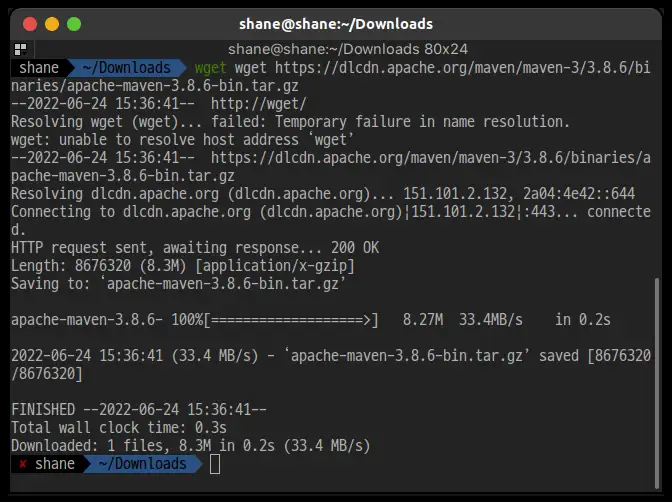 shane@shane:~/Downloads
shane@shane:~/Downloads 80x24
shane ~/Downloads wget wget https://dlcdn.apache.org/maven/maven-3/3.8.6/bi
naries/apache-maven-3.8.6-bin.tar.gz
--2022-06-24 15:36:41--  http://wget/
Resolving wget (wget)... failed: Temporary failure in name resolution.
wget: unable to resolve host address ‘wget’
--2022-06-24 15:36:41--  https://dlcdn.apache.org/maven/maven-3/3.8.6/binaries/a
pache-maven-3.8.6-bin.tar.gz
Resolving dlcdn.apache.org (dlcdn.apache.org)... 151.101.2.132, 2a04:4e42::644
Connecting to dlcdn.apache.org (dlcdn.apache.org)|151.101.2.132|:443... connecte
d.
HTTP request sent, awaiting response... 200 OK
Length: 8676320 (8.3M) [application/x-gzip]
Saving to: ‘apache-maven-3.8.6-bin.tar.gz’
apache-maven-3.8.6- 100%[===================>]   8.27M  33.4MB/s    in 0.2s
2022-06-24 15:36:41 (33.4 MB/s) - ‘apache-maven-3.8.6-bin.tar.gz’ saved [8676320
/8676320]
FINISHED --2022-06-24 15:36:41--
Total wall clock time: 0.3s
Downloaded: 1 files, 8.3M in 0.2s (33.4 MB/s)
✘ shane ~/Downloads